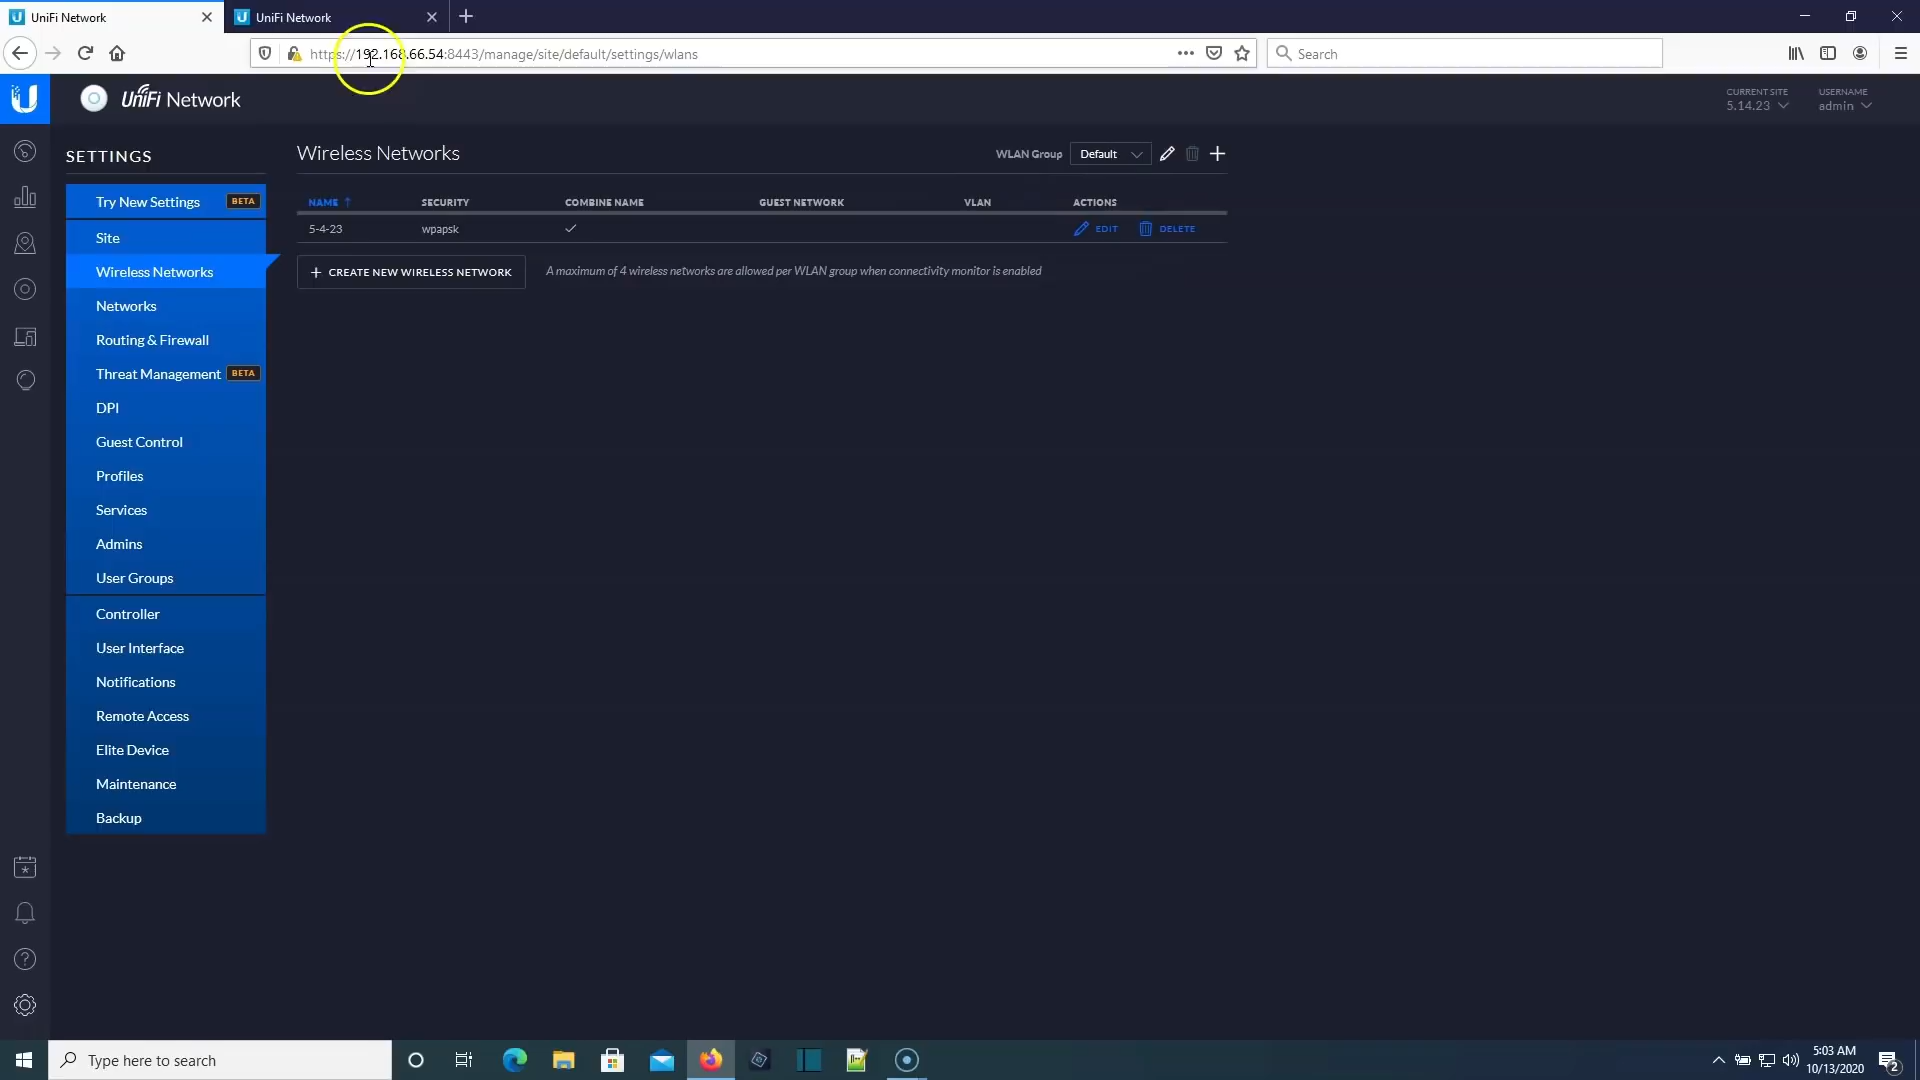 UniFi Network
UniFi Network
https://192.168.66.54:8443/manage/site/default/settings/wlans
Search
UniFi Network
CURRENT SITE
5.14.23
USERNAME
admin
SETTINGS
Try New Settings BETA
Site
Wireless Networks
Networks
Routing & Firewall
Threat Management BETA
DPI
Guest Control
Profiles
Services
Admins
User Groups
Controller
User Interface
Notifications
Remote Access
Elite Device
Maintenance
Backup
Wireless Networks
WLAN Group Default
NAME SECURITY COMBINE NAME GUEST NETWORK VLAN ACTIONS
5-4-23 wpapsk EDIT DELETE
CREATE NEW WIRELESS NETWORK
A maximum of 4 wireless networks are allowed per WLAN group when connectivity monitor is enabled
Type here to search
5:03 AM
10/13/2020
2